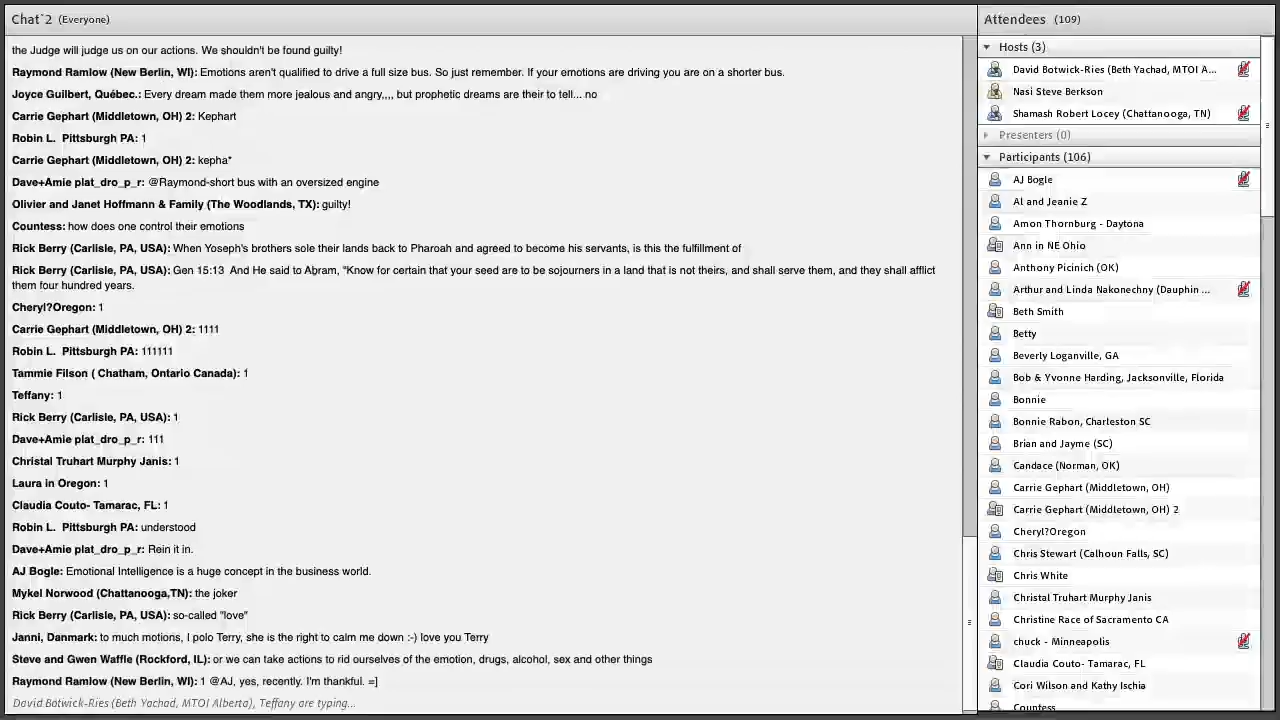 Chat 2 (Everyone)
the Judge will judge us on our actions. We shouldn't be found guilty!
Raymond Ramlow (New Berlin, WI): Emotions aren't qualified to drive a full size bus. So just remember. If your emotions are driving you are on a shorter bus.
Joyce Guilbert, Québec.: Every dream made them more jealous and angry,,,, but prophetic dreams are their to tell... no
Carrie Gephart (Middletown, OH) 2: Kephart
Robin L.  Pittsburgh PA: 1
Carrie Gephart (Middletown, OH) 2: kepha*
Dave+Amie plat_dro_p_r: @Raymond-short bus with an oversized engine
Olivier and Janet Hoffmann & Family (The Woodlands, TX): guilty!
Countess: how does one control their emotions
Rick Berry (Carlisle, PA, USA): When Yoseph's brothers sole their lands back to Pharoah and agreed to become his servants, is this the fulfillment of
Rick Berry (Carlisle, PA, USA): Gen 15:13  And He said to Abram, "Know for certain that your seed are to be sojourners in a land that is not theirs, and shall serve them, and they shall afflict
them four hundred years.
Cheryl?Oregon: 1
Carrie Gephart (Middletown, OH) 2: 1111
Robin L.  Pittsburgh PA: 111111
Tammie Filson ( Chatham, Ontario Canada): 1
Teffany: 1
Rick Berry (Carlisle, PA, USA): 1
Dave+Amie plat_dro_p_r: 111
Christal Truhart Murphy Janis: 1
Laura in Oregon: 1
Claudia Couto- Tamarac, FL: 1
Robin L.  Pittsburgh PA: understood
Dave+Amie plat_dro_p_r: Rein it in.
AJ Bogle: Emotional Intelligence is a huge concept in the business world.
Mykel Norwood (Chattanooga,TN): the joker
Rick Berry (Carlisle, PA, USA): so-called "love"
Janni, Danmark: to much motions, I polo Terry, she is the right to calm me down :-) love you Terry
Steve and Gwen Waffle (Rockford, IL): or we can take actions to rid ourselves of the emotion, drugs, alcohol, sex and other things
Raymond Ramlow (New Berlin, WI): 1 @AJ, yes, recently. I'm thankful. =]
David Botwick-Ries (Beth Yachad, MTOI Alberta), Teffany are typing...
Attendees (109)
Hosts (3)
David Botwick-Ries (Beth Yachad, MTOI A...
Nasi Steve Berkson
Shamash Robert Locey (Chattanooga, TN)
Presenters (0)
Participants (106)
AJ Bogle
Al and Jeanie Z
Amon Thornburg - Daytona
Ann in NE Ohio
Anthony Picinich (OK)
Arthur and Linda Nakonechny (Dauphin ...
Beth Smith
Betty
Beverly Loganville, GA
Bob & Yvonne Harding, Jacksonville, Florida
Bonnie
Bonnie Rabon, Charleston SC
Brian and Jayme (SC)
Candace (Norman, OK)
Carrie Gephart (Middletown, OH)
Carrie Gephart (Middletown, OH) 2
Cheryl?Oregon
Chris Stewart (Calhoun Falls, SC)
Chris White
Christal Truhart Murphy Janis
Christine Race of Sacramento CA
chuck - Minneapolis
Claudia Couto- Tamarac, FL
Cori Wilson and Kathy Ischia
Countess